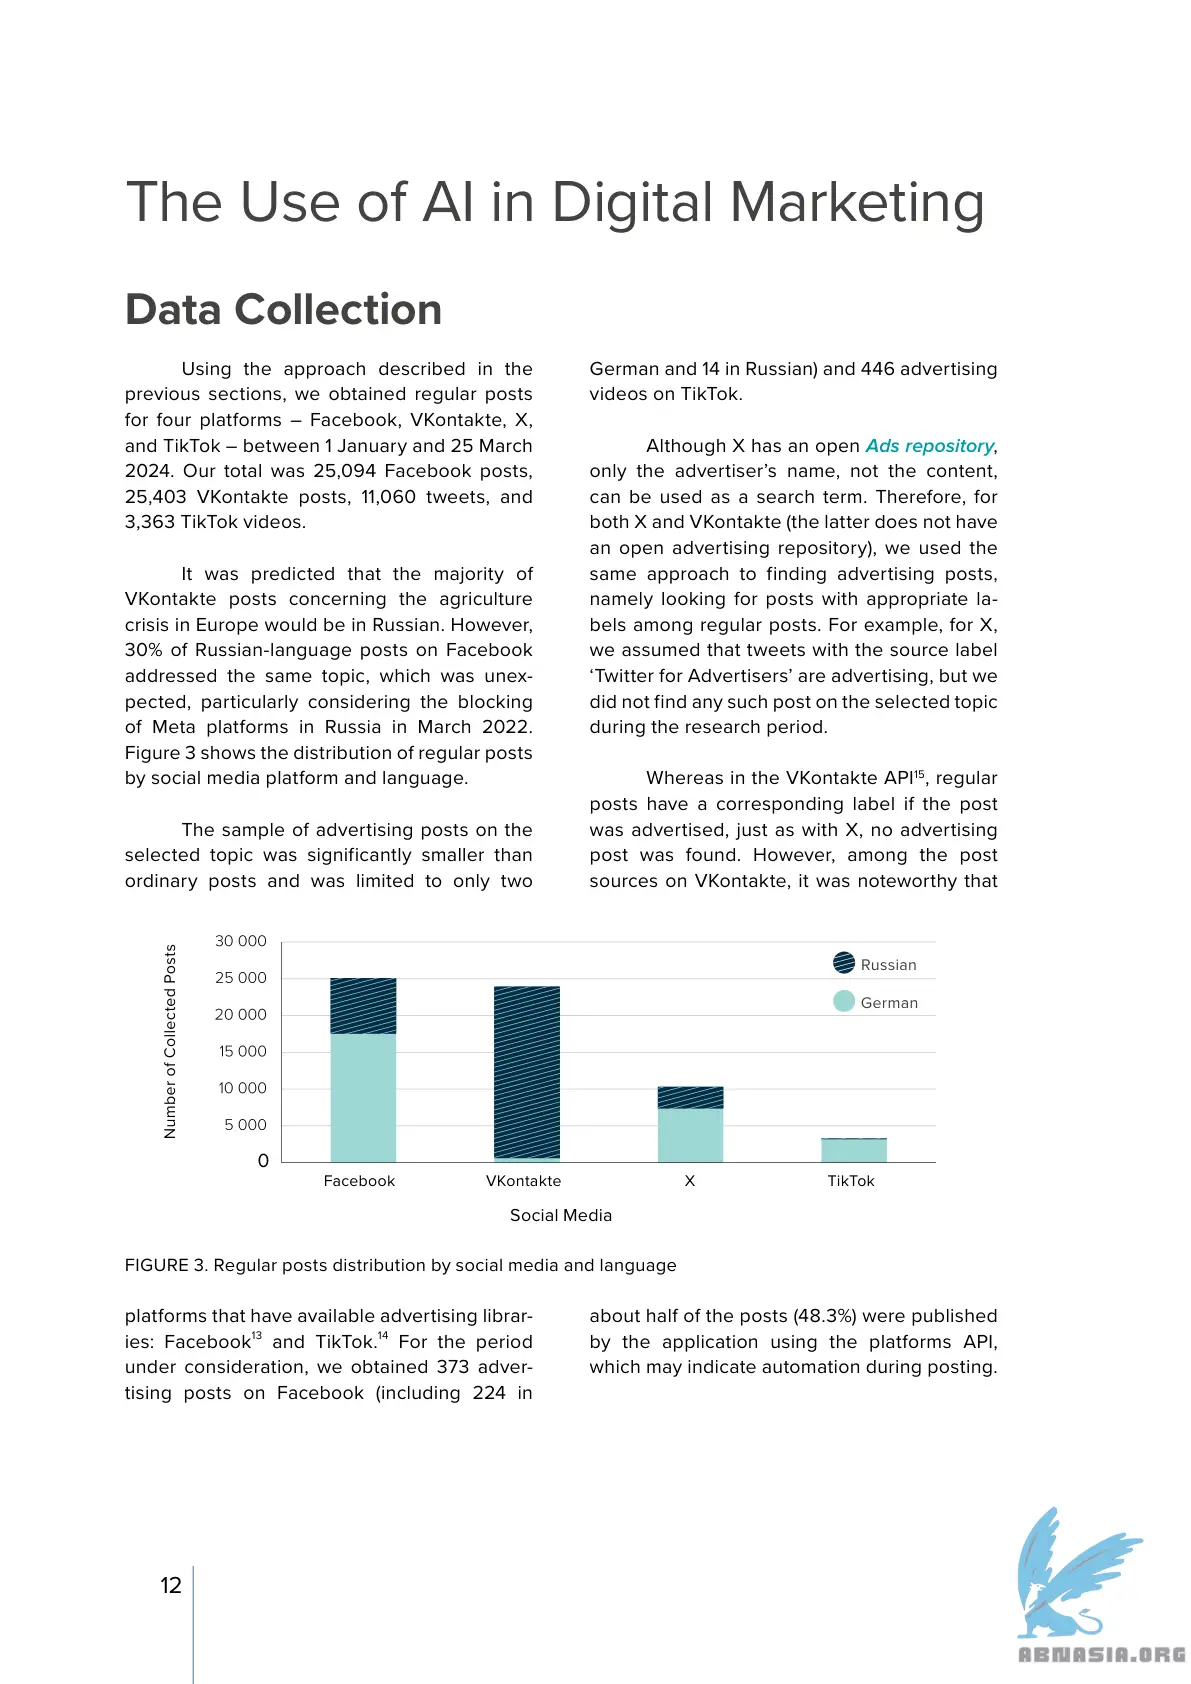 The Use of AI in Digital Marketing
Data Collection
Using the approach described in the
previous sections, we obtained regular posts
for four platforms – Facebook, VKontakte, X,
and TikTok – between 1 January and 25 March
2024. Our total was 25,094 Facebook posts,
25,403 VKontakte posts, 11,060 tweets, and
3,363 TikTok videos.
It was predicted that the majority of
VKontakte posts concerning the agriculture
crisis in Europe would be in Russian. However,
30% of Russian-language posts on Facebook
addressed the same topic, which was unex-
pected, particularly considering the blocking
of Meta platforms in Russia in March 2022.
Figure 3 shows the distribution of regular posts
by social media platform and language.
The sample of advertising posts on the
selected topic was significantly smaller than
ordinary posts and was limited to only two
German and 14 in Russian) and 446 advertising
videos on TikTok.
Although X has an open Ads repository,
only the advertiser’s name, not the content,
can be used as a search term. Therefore, for
both X and VKontakte (the latter does not have
an open advertising repository), we used the
same approach to finding advertising posts,
namely looking for posts with appropriate la-
bels among regular posts. For example, for X,
we assumed that tweets with the source label
‘Twitter for Advertisers’ are advertising, but we
did not find any such post on the selected topic
during the research period.
Whereas in the VKontakte API¹⁵, regular
posts have a corresponding label if the post
was advertised, just as with X, no advertising
post was found. However, among the post
sources on VKontakte, it was noteworthy that
Number of Collected Posts
30 000
25 000
20 000
15 000
10 000
5 000
0
Russian
German
Facebook
VKontakte
X
TikTok
Social Media
FIGURE 3. Regular posts distribution by social media and language
platforms that have available advertising librar-
ies: Facebook¹³ and TikTok.¹⁴ For the period
under consideration, we obtained 373 adver-
tising posts on Facebook (including 224 in
about half of the posts (48.3%) were published
by the application using the platforms API,
which may indicate automation during posting.
12
ABNASIA.ORG